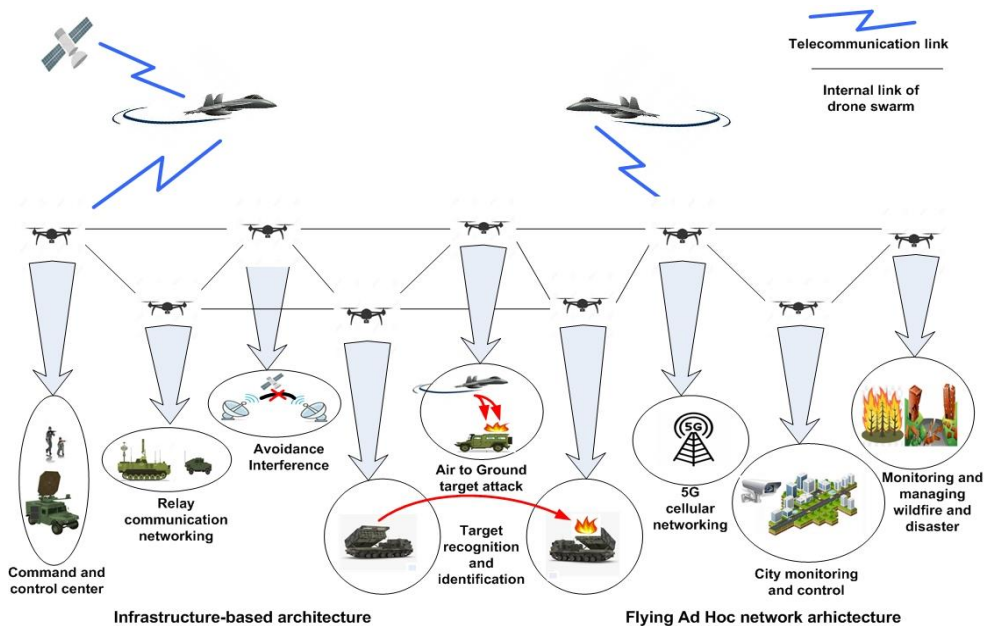 Telecommunication link
Internal link of
drone swarm
Avoidance
Interference
Air to Ground
target attack
5G
5G
cellular
networking
Monitoring and
managing
wildfire and
disaster
Relay
communication
networking
Target
recognition
and
identification
City monitoring
and control
Command and
control center
Infrastructure-based architecture
Flying Ad Hoc network arhictecture